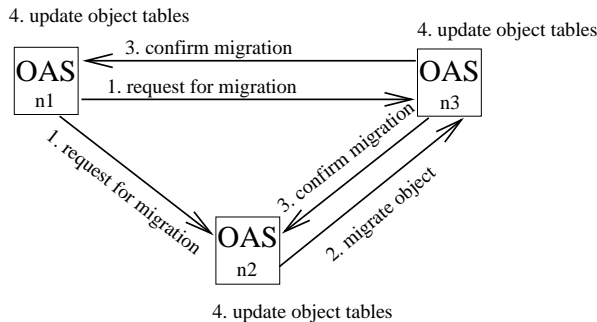 4. update object tables
4. update object tables
3. confirm migration
OAS
n1
OAS
n3
1. request for migration
1. request for migration
3. confirm migration
2. migrate object
OAS
n2
4. update object tables